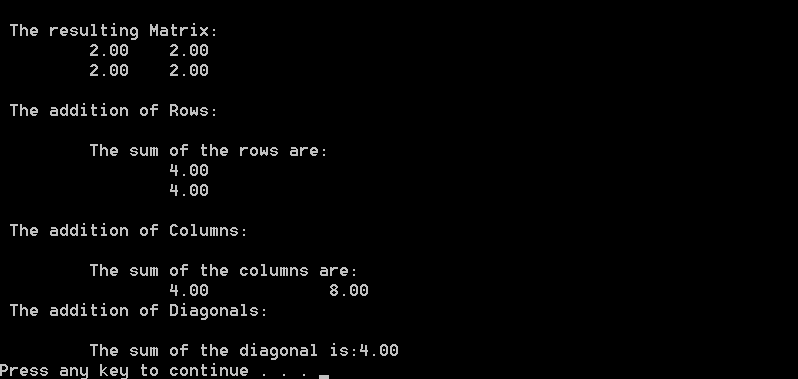 The resulting Matrix:
2.00 2.00
2.00 2.00
The addition of Rows:
The sum of the rows are:
4.00
4.00
The addition of Columns:
The sum of the columns are:
4.00 8.00
The addition of Diagonals:
The sum of the diagonal is:4.00
Press any key to continue . . .